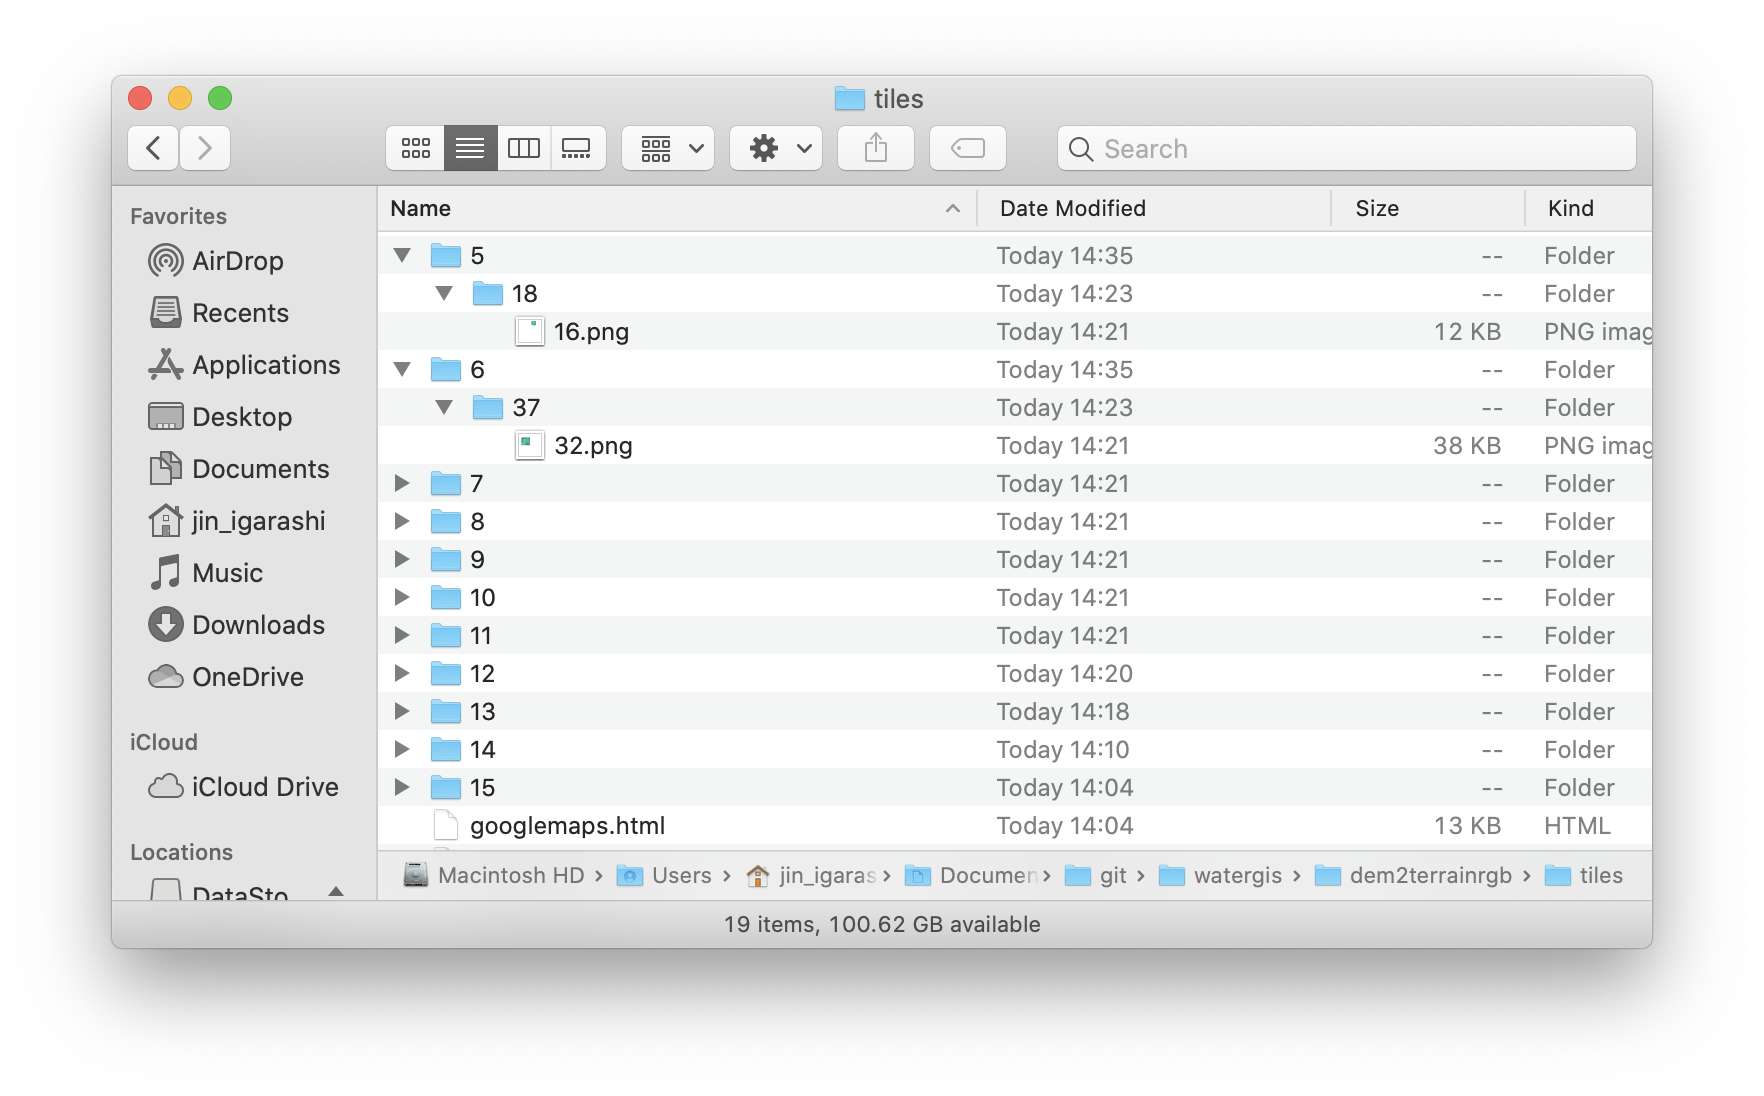 tiles
Search
Favorites
AirDrop
Recents
Applications
Desktop
Documents
jin_igarashi
Music
Downloads
OneDrive
iCloud
iCloud Drive
Locations
DataSto
Name Date Modified Size Kind
5 Today 14:35 -- Folder
18 Today 14:23 -- Folder
16.png Today 14:21 12 KB PNG imag
6 Today 14:35 -- Folder
37 Today 14:23 -- Folder
32.png Today 14:21 38 KB PNG imag
7 Today 14:21 -- Folder
8 Today 14:21 -- Folder
9 Today 14:21 -- Folder
10 Today 14:21 -- Folder
11 Today 14:21 -- Folder
12 Today 14:20 -- Folder
13 Today 14:18 -- Folder
14 Today 14:10 -- Folder
15 Today 14:04 -- Folder
googlemaps.html Today 14:04 13 KB HTML
Macintosh HD › Users › jin_igaras › Documen › git › watergis › dem2terrainrgb › tiles
19 items, 100.62 GB available